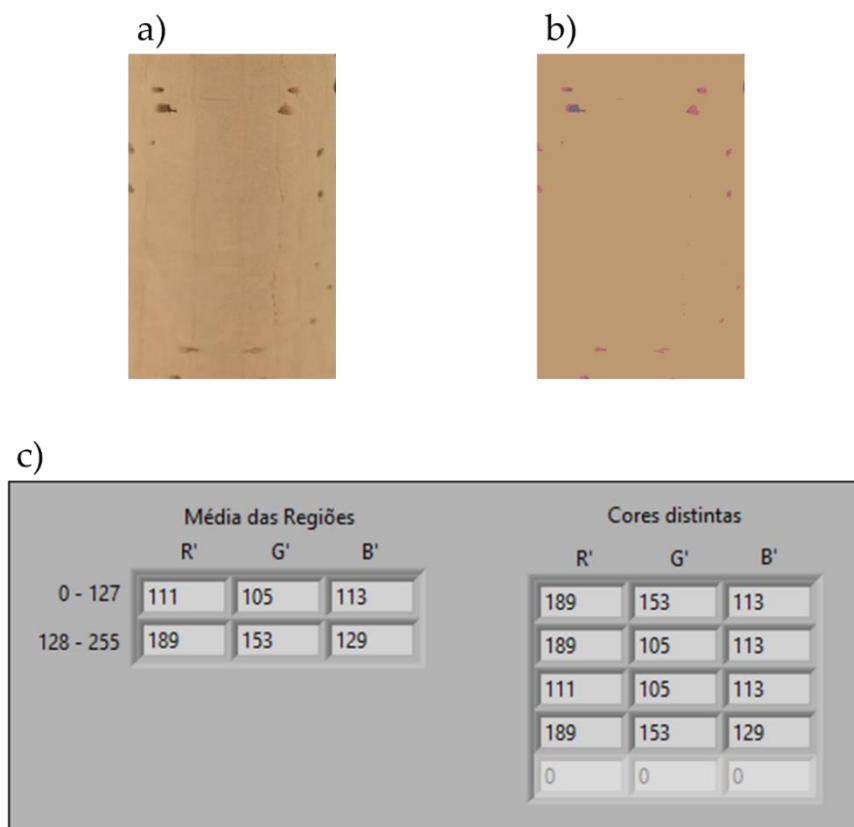 a)
b)
c)
Média das Regiões
R' G' B'
0 - 127 111 105 113
128 - 255 189 153 129
Cores distintas
R' G' B'
189 153 113
189 105 113
111 105 113
189 153 129
0 0 0